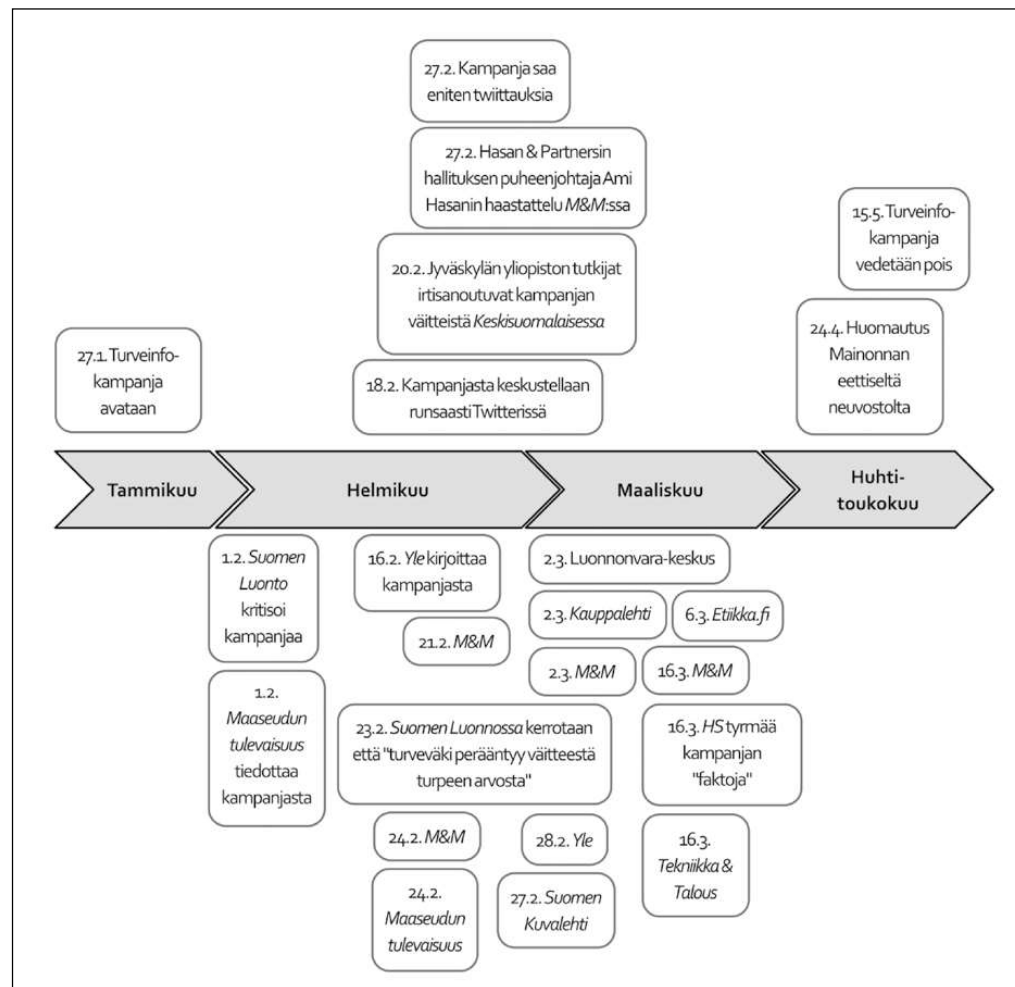 27.2. Kampanja saa
eniten twiittauksia
27.2. Hasan & Partnersin
hallituksen puheenjohtaja Ami
Hasanin haastattelu M&M:ssa
15.5. Turveinfo-
kampanja
vedetään pois
20.2. Jyväskylän yliopiston tutkijat
irtisanoutuvat kampanjan
väitteistä Keskisuomalaisessa
24.4. Huomautus
Mainonnan
eettiseltä
neuvostolta
27.1. Turveinfo-
kampanja
avataan
18.2. Kampanjasta keskustellaan
runsaasti Twitterissä
Tammikuu
Helmikuu
Maaliskuu
Huhti-
toukokuu
1.2. Suomen
Luonto
kritisoi
kampanjaa
16.2. Yle kirjoittaa
kampanjasta
2.3. Luonnonvara-keskus
2.3. Kauppalehti
6.3. Etiikka.fi
21.2. M&M
2.3. M&M
16.3. M&M
1.2.
Maaseudun
tulevaisuus
tiedottaa
kampanjasta
23.2. Suomen Luonnossa kerrotaan
että "turveväki perääntyy väitteestä
turpeen arvosta"
16.3. HS tyrmää
kampanjan
"faktoja"
24.2. M&M
28.2. Yle
16.3.
Tekniikka &
Talous
24.2.
Maaseudun
tulevaisuus
27.2. Suomen
Kuvalehti